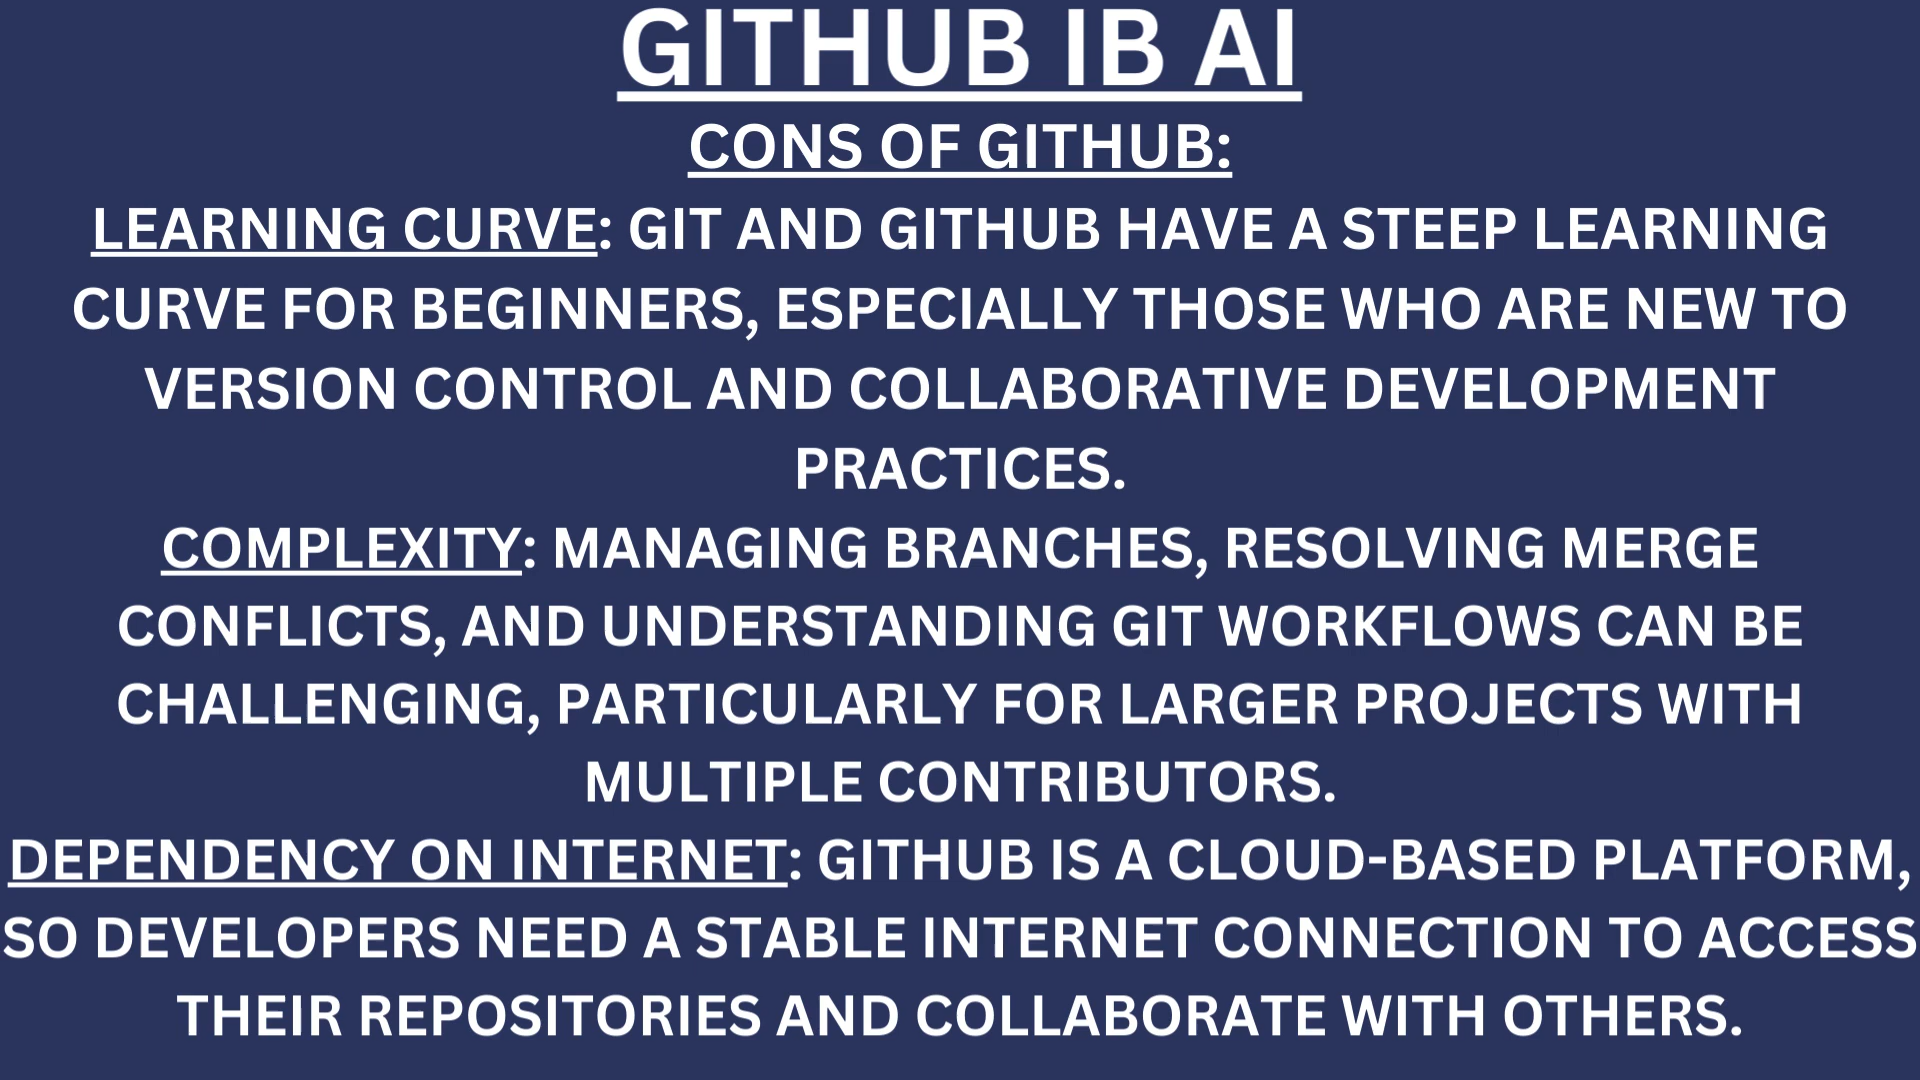 GITHUB IB AI
CONS OF GITHUB:
LEARNING CURVE: GIT AND GITHUB HAVE A STEEP LEARNING
CURVE FOR BEGINNERS, ESPECIALLY THOSE WHO ARE NEW TO
VERSION CONTROL AND COLLABORATIVE DEVELOPMENT
PRACTICES.
COMPLEXITY: MANAGING BRANCHES, RESOLVING MERGE
CONFLICTS, AND UNDERSTANDING GIT WORKFLOWS CAN BE
CHALLENGING, PARTICULARLY FOR LARGER PROJECTS WITH
MULTIPLE CONTRIBUTORS.
DEPENDENCY ON INTERNET: GITHUB IS A CLOUD-BASED PLATFORM,
SO DEVELOPERS NEED A STABLE INTERNET CONNECTION TO ACCESS
THEIR REPOSITORIES AND COLLABORATE WITH OTHERS.